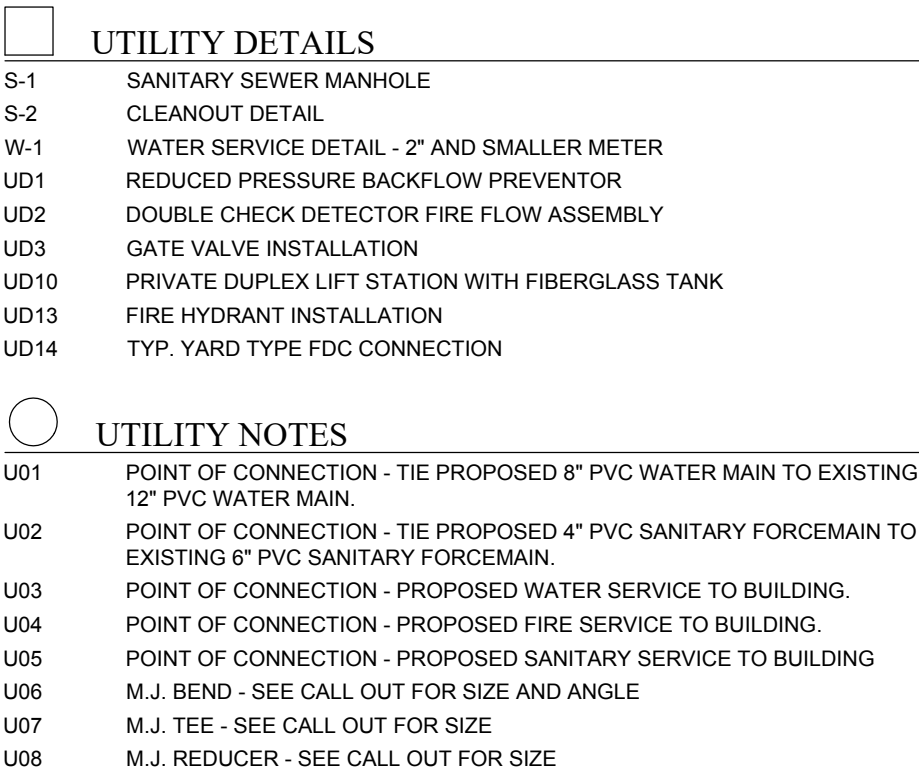 UTILITY DETAILS
S-1 SANITARY SEWER MANHOLE
S-2 CLEANOUT DETAIL
W-1 WATER SERVICE DETAIL - 2" AND SMALLER METER
UD1 REDUCED PRESSURE BACKFLOW PREVENTOR
UD2 DOUBLE CHECK DETECTOR FIRE FLOW ASSEMBLY
UD3 GATE VALVE INSTALLATION
UD10 PRIVATE DUPLEX LIFT STATION WITH FIBERGLASS TANK
UD13 FIRE HYDRANT INSTALLATION
UD14 TYP. YARD TYPE FDC CONNECTION
UTILITY NOTES
U01 POINT OF CONNECTION - TIE PROPOSED 8" PVC WATER MAIN TO EXISTING
12" PVC WATER MAIN.
U02 POINT OF CONNECTION - TIE PROPOSED 4" PVC SANITARY FORCEMAIN TO
EXISTING 6" PVC SANITARY FORCEMAIN.
U03 POINT OF CONNECTION - PROPOSED WATER SERVICE TO BUILDING.
U04 POINT OF CONNECTION - PROPOSED FIRE SERVICE TO BUILDING.
U05 POINT OF CONNECTION - PROPOSED SANITARY SERVICE TO BUILDING
U06 M.J. BEND - SEE CALL OUT FOR SIZE AND ANGLE
U07 M.J. TEE - SEE CALL OUT FOR SIZE
U08 M.J. REDUCER - SEE CALL OUT FOR SIZE